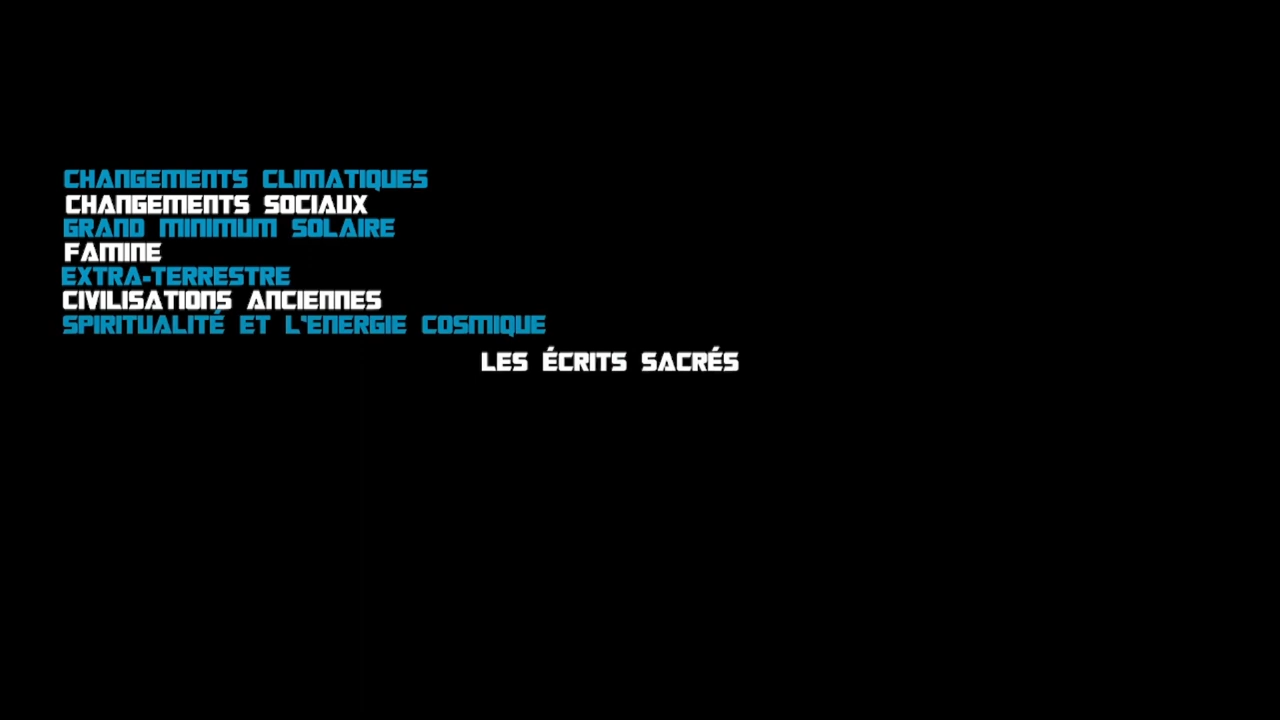 CHANGEMENTS CLIMATIQUES
CHANGEMENTS SOCIAUX
GRAND MINIMUM SOLAIRE
FAMINE
EXTRA-TERRESTRE
CIVILISATIONS ANCIENNES
SPIRITUALITÉ ET L'ENERGIE COSMIQUE
LES ÉCRITS SACRÉS